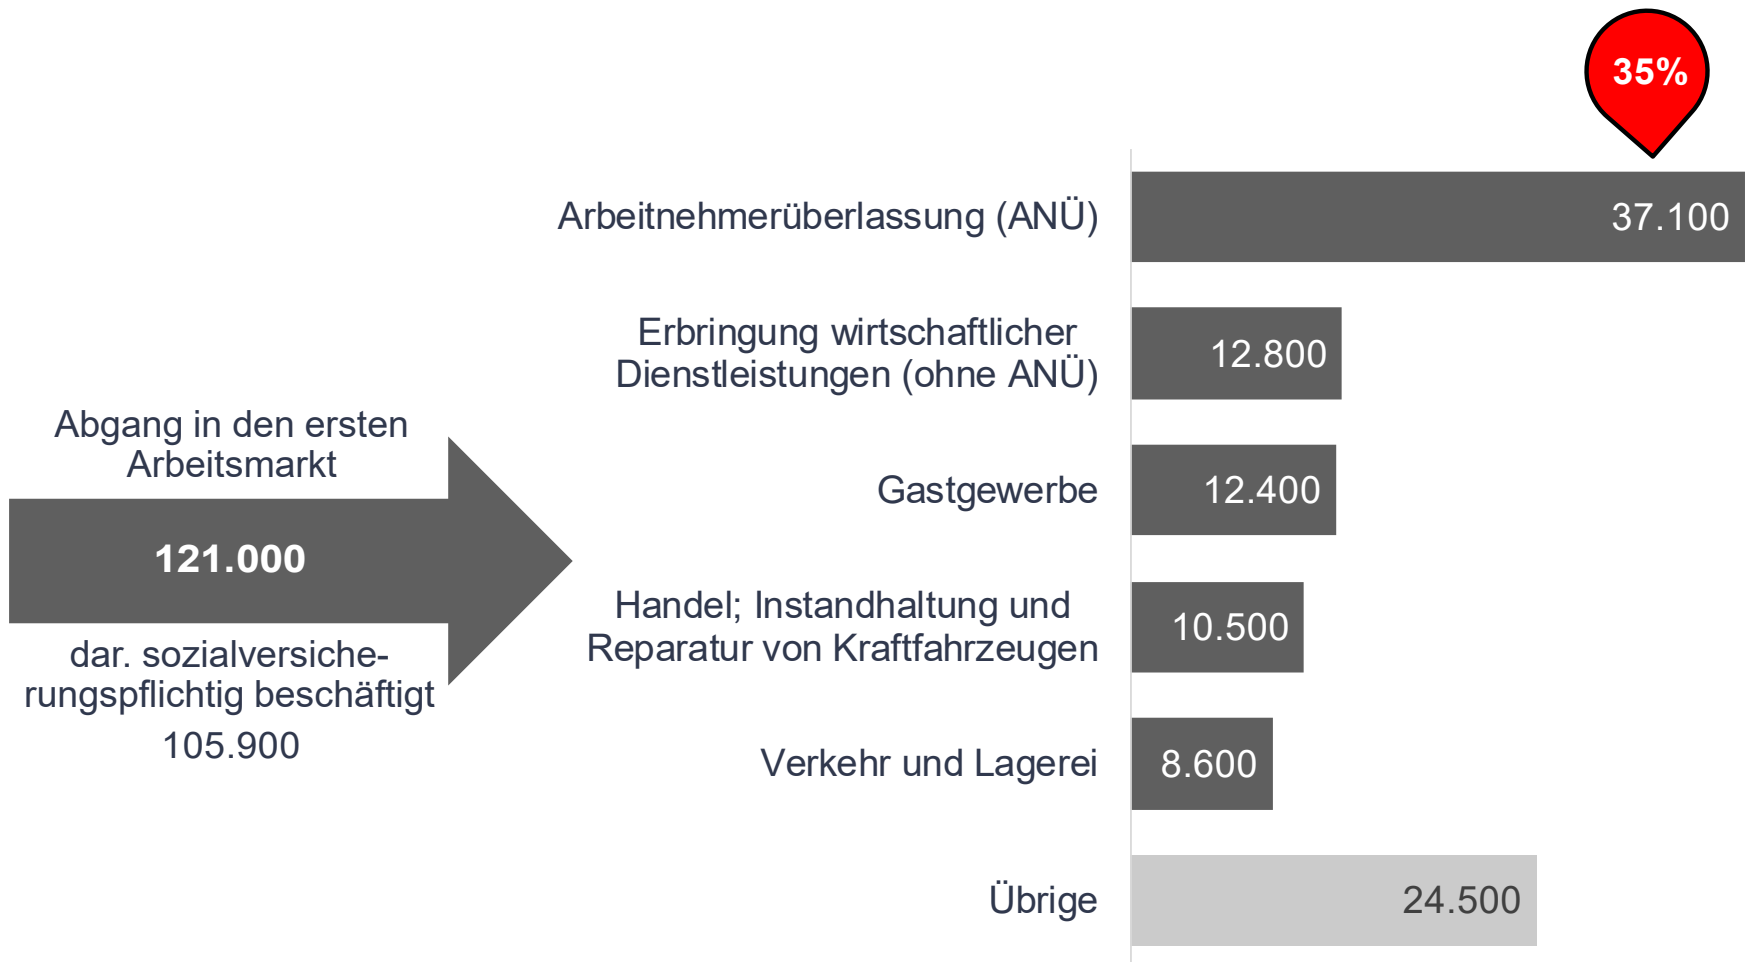 35%
Arbeitnehmerüberlassung (ANÜ)
37.100
Erbringung wirtschaftlicher
Dienstleistungen (ohne ANÜ)
12.800
Abgang in den ersten
Arbeitsmarkt
121.000
dar. sozialversiche-
rungspflichtig beschäftigt
105.900
Gastgewerbe
12.400
Handel; Instandhaltung und
Reparatur von Kraftfahrzeugen
10.500
Verkehr und Lagerei
8.600
Übrige
24.500